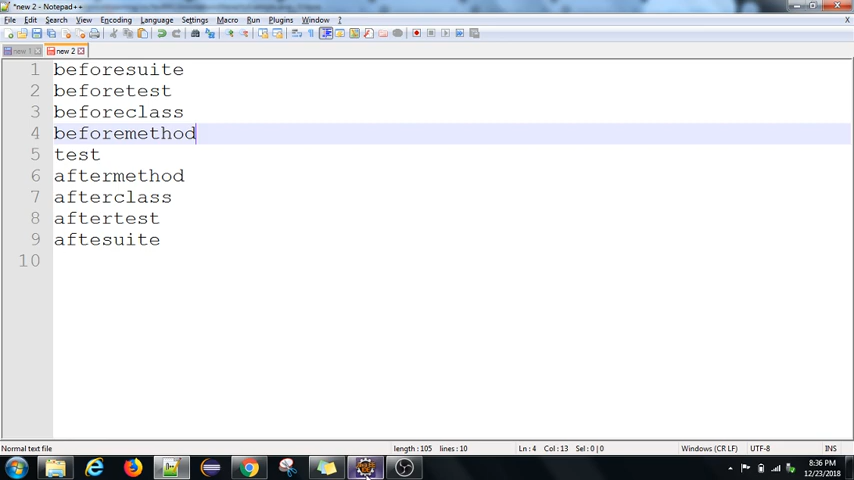 *new 2 - Notepad++
File Edit Search View Encoding Language Settings Macro Run Plugins Window ? X
new 1 new 2
1 beforesuite
2 beforetest
3 beforeclass
4 beforemethod
5 test
6 aftermethod
7 afterclass
8 aftertest
9 aftesuite
10
Normal text file length : 105 lines : 10 Ln : 4 Col : 13 Sel : 0 | 0 Windows (CR LF) UTF-8 INS
8:36 PM
12/23/2018